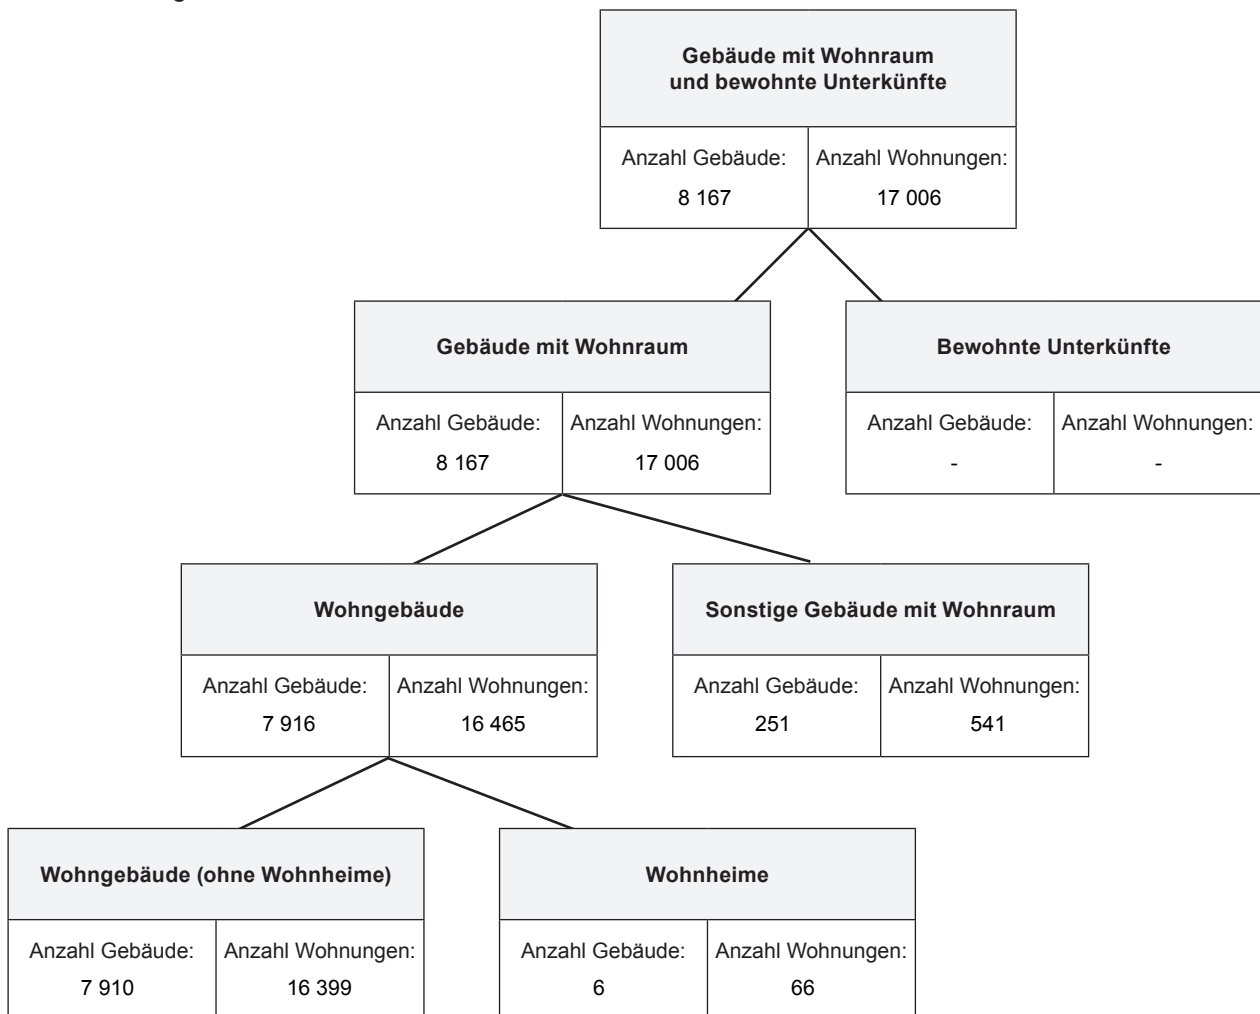 Gebäude mit Wohnraum
und bewohnte Unterkünfte
Anzahl Gebäude: Anzahl Wohnungen:
8 167 17 006
Gebäude mit Wohnraum Bewohnte Unterkünfte
Anzahl Gebäude: Anzahl Wohnungen: Anzahl Gebäude: Anzahl Wohnungen:
8 167 17 006 - -
Wohngebäude Sonstige Gebäude mit Wohnraum
Anzahl Gebäude: Anzahl Wohnungen: Anzahl Gebäude: Anzahl Wohnungen:
7 916 16 465 251 541
Wohngebäude (ohne Wohnheime) Wohnheime
Anzahl Gebäude: Anzahl Wohnungen: Anzahl Gebäude: Anzahl Wohnungen:
7 910 16 399 6 66